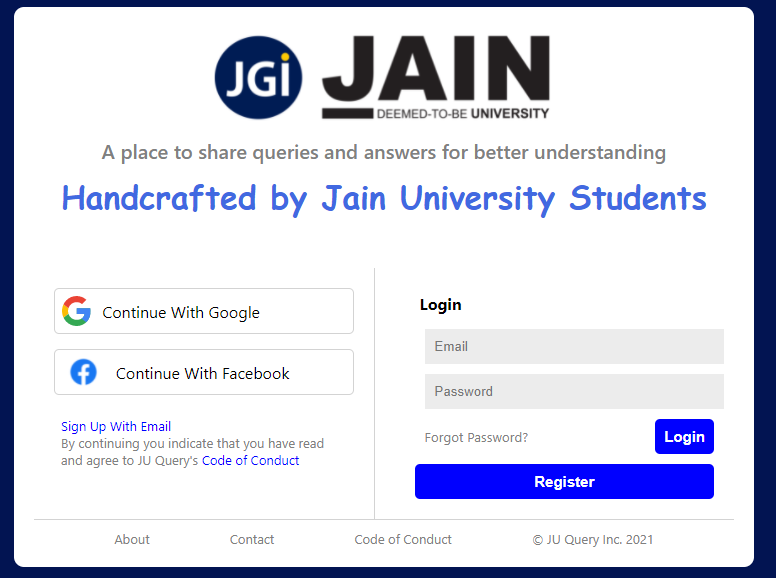 JGi JAIN
DEEMED-TO-BE UNIVERSITY
A place to share queries and answers for better understanding
Handcrafted by Jain University Students
Continue With Google
Continue With Facebook
Sign Up With Email
By continuing you indicate that you have read
and agree to JU Query's Code of Conduct
Login
Email
Password
Forgot Password? Login
Register
About Contact Code of Conduct © JU Query Inc. 2021